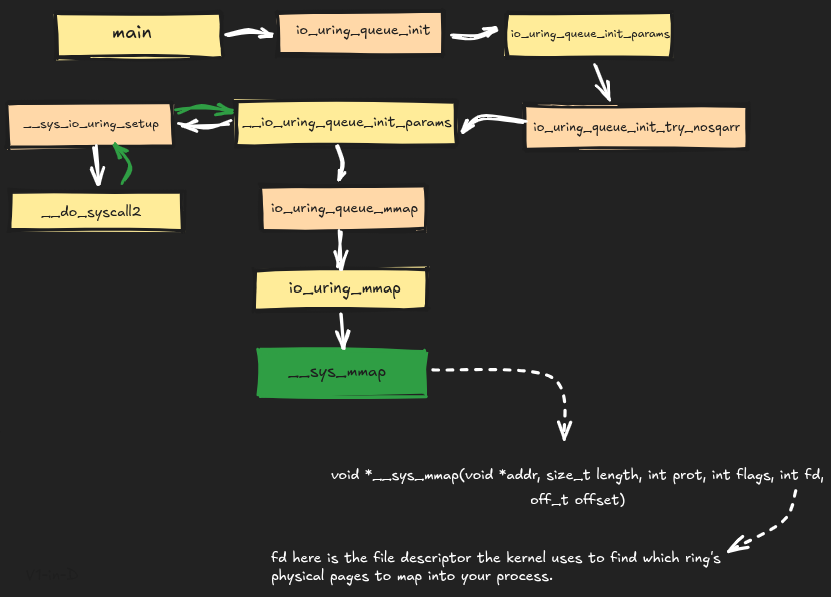 main
io_uring_queue_init
io_uring_queue_init_params
__sys_io_uring_setup
__io_uring_queue_init_params
io_uring_queue_init_try_nosqarr
__do_syscall2
io_uring_queue_mmap
io_uring_mmap
__sys_mmap
void *__sys_mmap(void *addr, size_t length, int prot, int flags, int fd,
off_t offset)
fd here is the file descriptor the kernel uses to find which ring's
physical pages to map into your process.